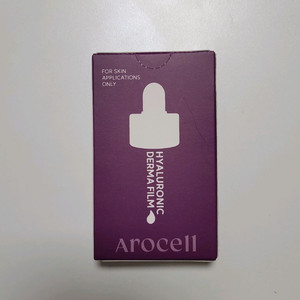 FOR SKIN
APPLICATIONS
ONLY
HYALURONIC
DERMA FILM
Arocell